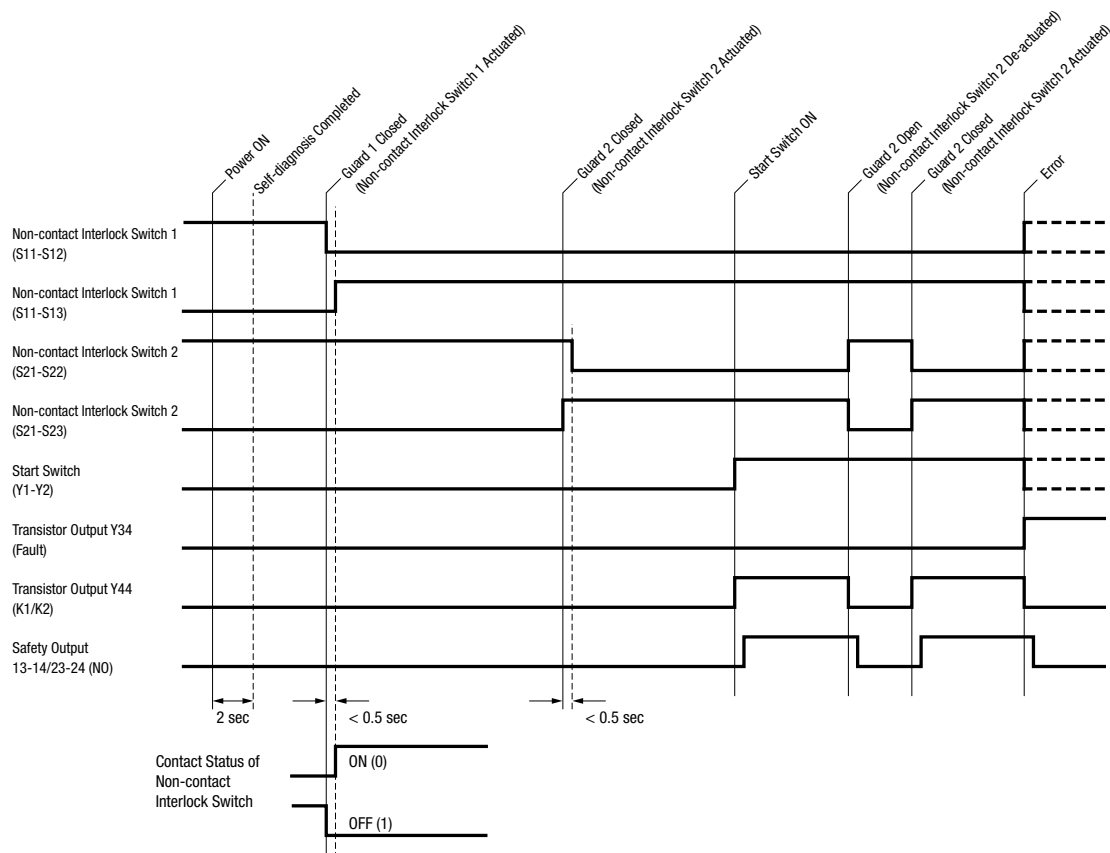 Power ON
Self-diagnosis Completed
Guard 1 Closed
(Non-contact Interlock Switch 1 Actuated)
Guard 2 Closed
(Non-contact Interlock Switch 2 Actuated)
Start Switch ON
Guard 2 Open
(Non-contact Interlock Switch 2 De-actuated)
Guard 2 Closed
(Non-contact Interlock Switch 2 Actuated)
Error
Non-contact Interlock Switch 1
(S11-S12)
Non-contact Interlock Switch 1
(S11-S13)
Non-contact Interlock Switch 2
(S21-S22)
Non-contact Interlock Switch 2
(S21-S23)
Start Switch
(Y1-Y2)
Transistor Output Y34
(Fault)
Transistor Output Y44
(K1/K2)
Safety Output
13-14/23-24 (NO)
2 sec
< 0.5 sec
< 0.5 sec
Contact Status of
Non-contact
Interlock Switch
ON (0)
OFF (1)